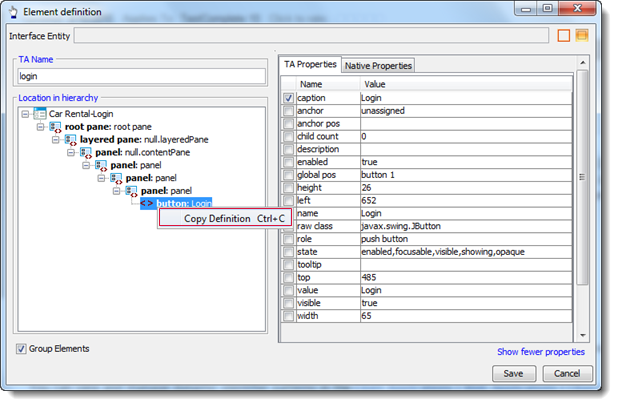 Element definition
Interface Entity
TA Name
login
Location in hierarchy
Car Rental-Login
root pane: root pane
layered pane: null.layeredPane
panel: null.contentPane
panel: panel
panel: panel
panel: panel
button: Login
Copy Definition Ctrl+C
Group Elements
TA Properties Native Properties
Name Value
caption Login
anchor unassigned
anchor pos
child count 0
description
enabled true
global pos button 1
height 26
left 652
name Login
raw class javax.swing.JButton
role push button
state enabled,focusable,visible,showing,opaque
tooltip
top 485
value Login
visible true
width 65
Show fewer properties
Save Cancel